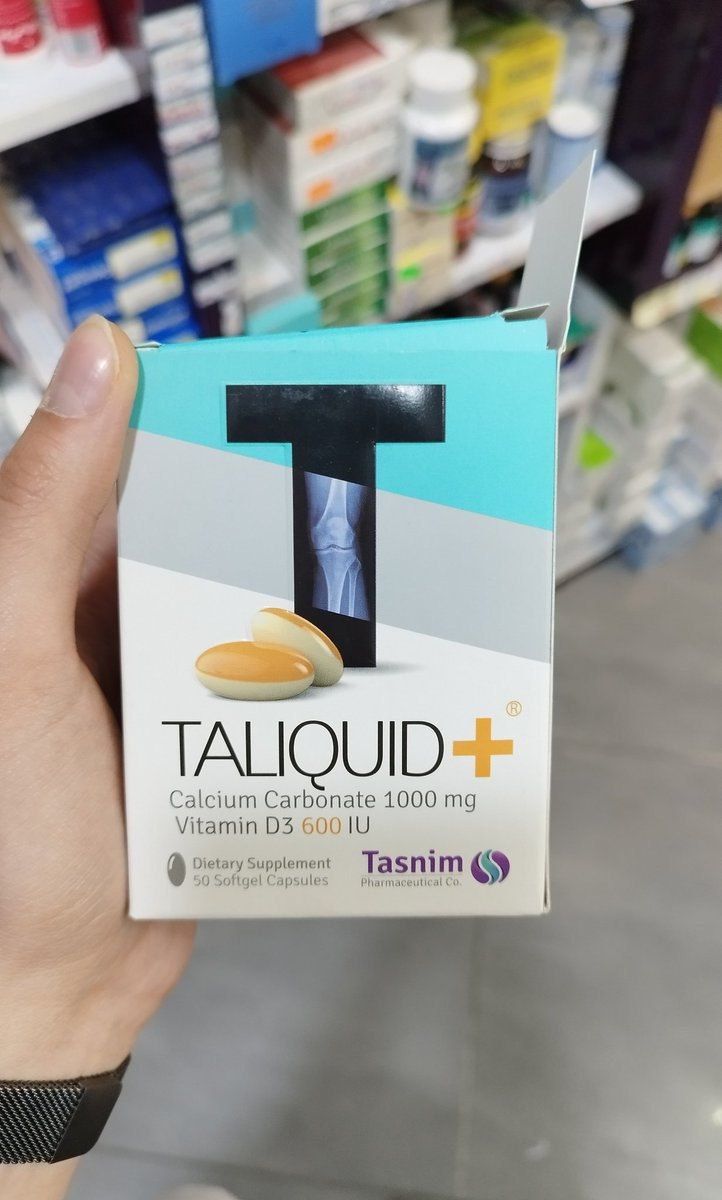 T
TALIQUID+®
Calcium Carbonate 1000 mg
Vitamin D3 600 IU
Dietary Supplement
50 Softgel Capsules
Tasnim
Pharmaceutical Co.